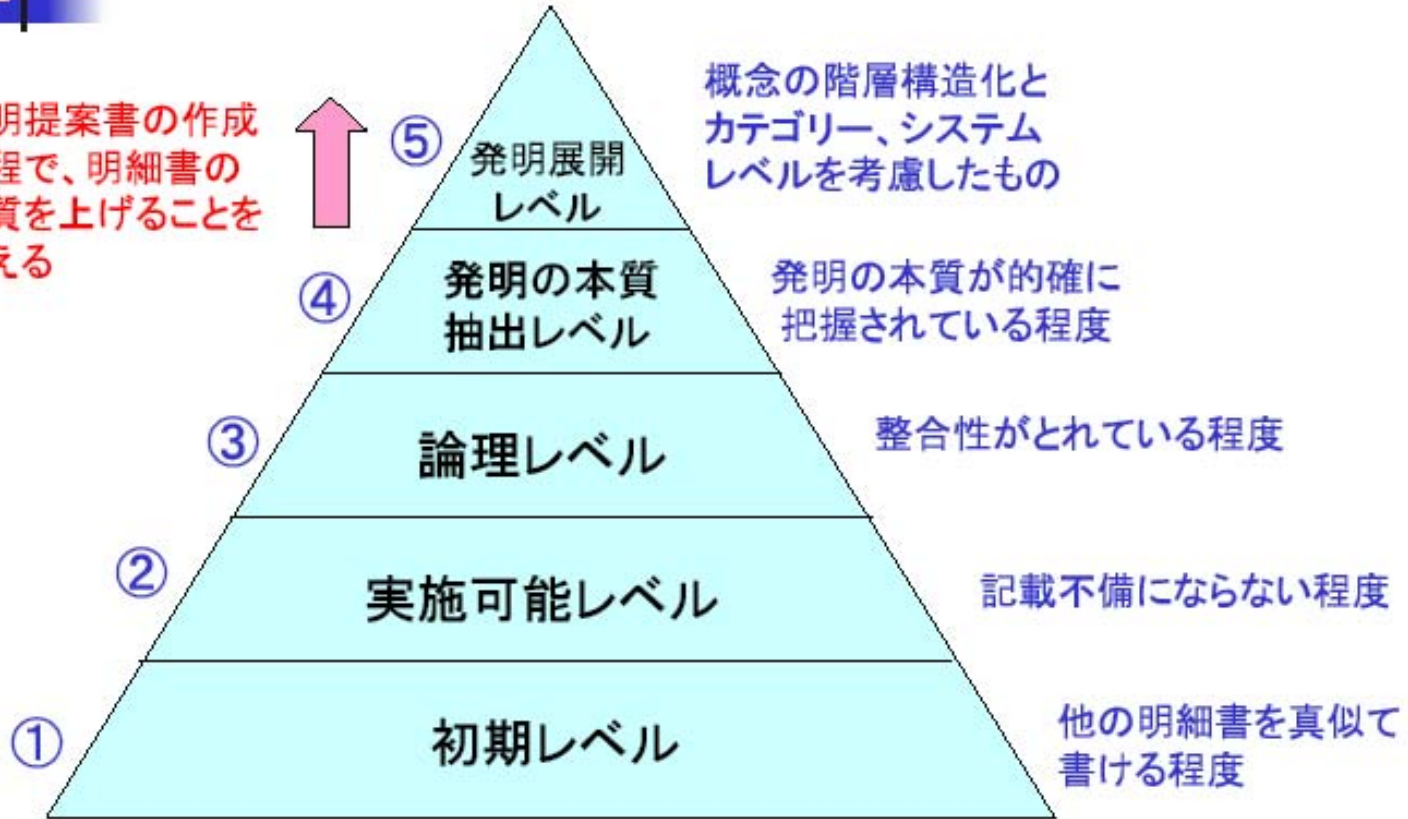 明提案書の作成
程で、明細書の
質を上げることを
える
⑤
発明展開
レベル
概念の階層構造化と
カテゴリー、システム
レベルを考慮したもの
④
発明の本質
抽出レベル
発明の本質が的確に
把握されている程度
③
論理レベル
整合性がとれている程度
②
実施可能レベル
記載不備にならない程度
①
初期レベル
他の明細書を真似て
書ける程度